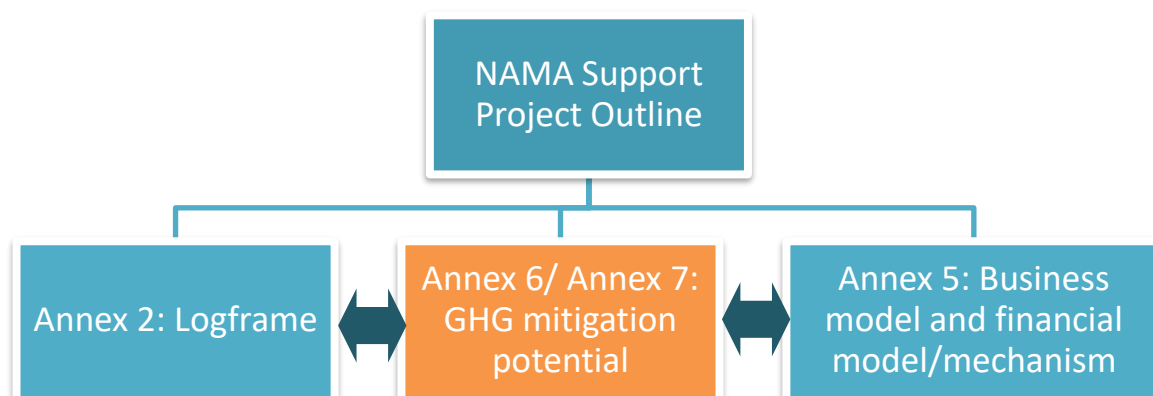 NAMA Support
Project Outline
Annex 2: Logframe
Annex 6/ Annex 7:
GHG mitigation
potential
Annex 5: Business
model and financial
model/mechanism